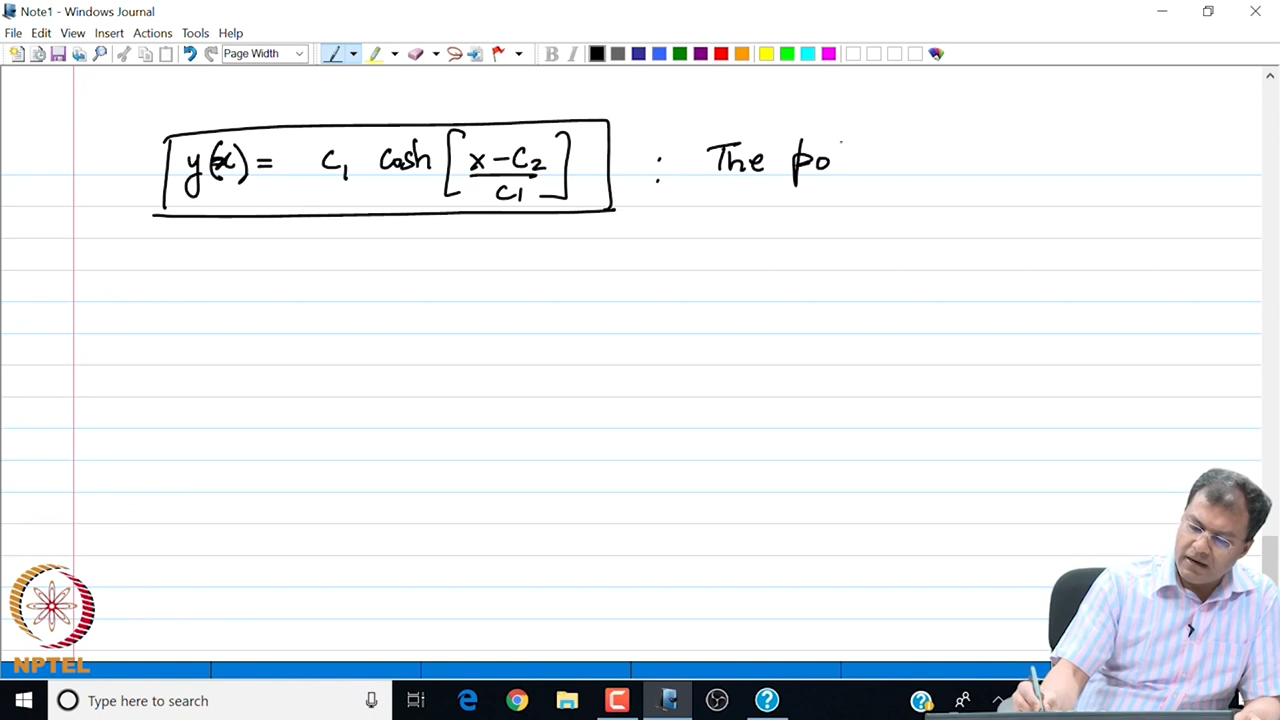 Note1 - Windows Journal
File Edit View Insert Actions Tools Help
Page Width
B I
y(x) = C₁ cosh [ (x - C₂) / C₁ ] : The po
NPTEL
Type here to search